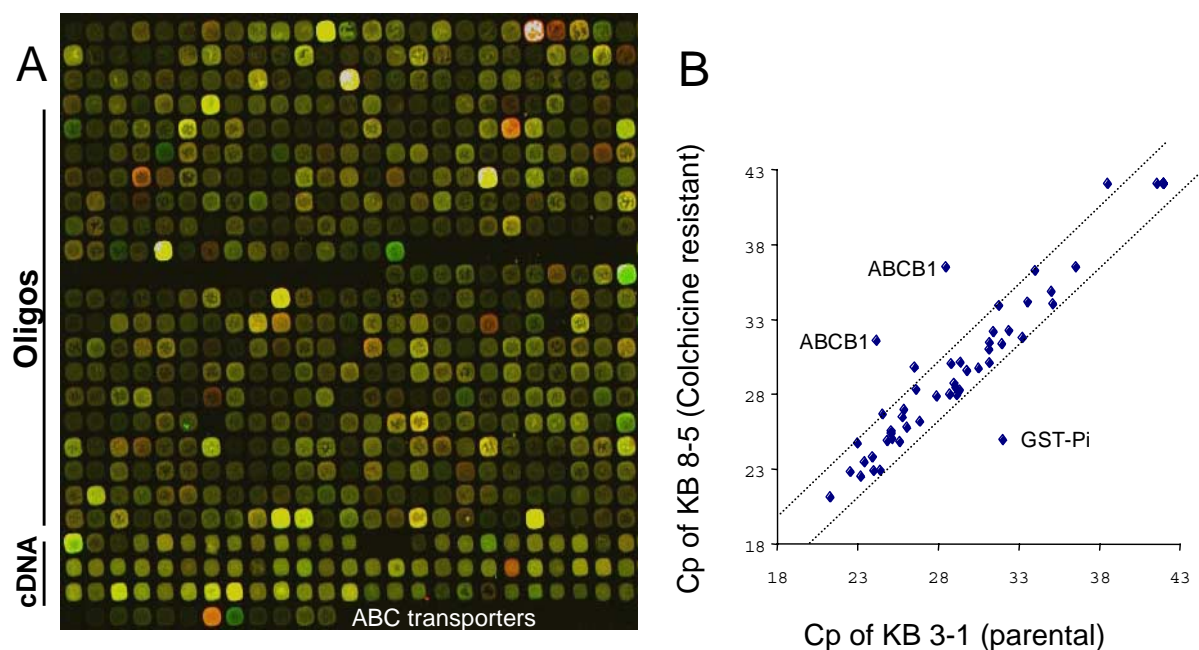 A
Oligos
cDNA
ABC transporters
B
Cp of KB 8-5 (Colchicine resistant)
43
38
33
28
23
18
ABCB1
ABCB1
GST-Pi
18 23 28 33 38 43
Cp of KB 3-1 (parental)